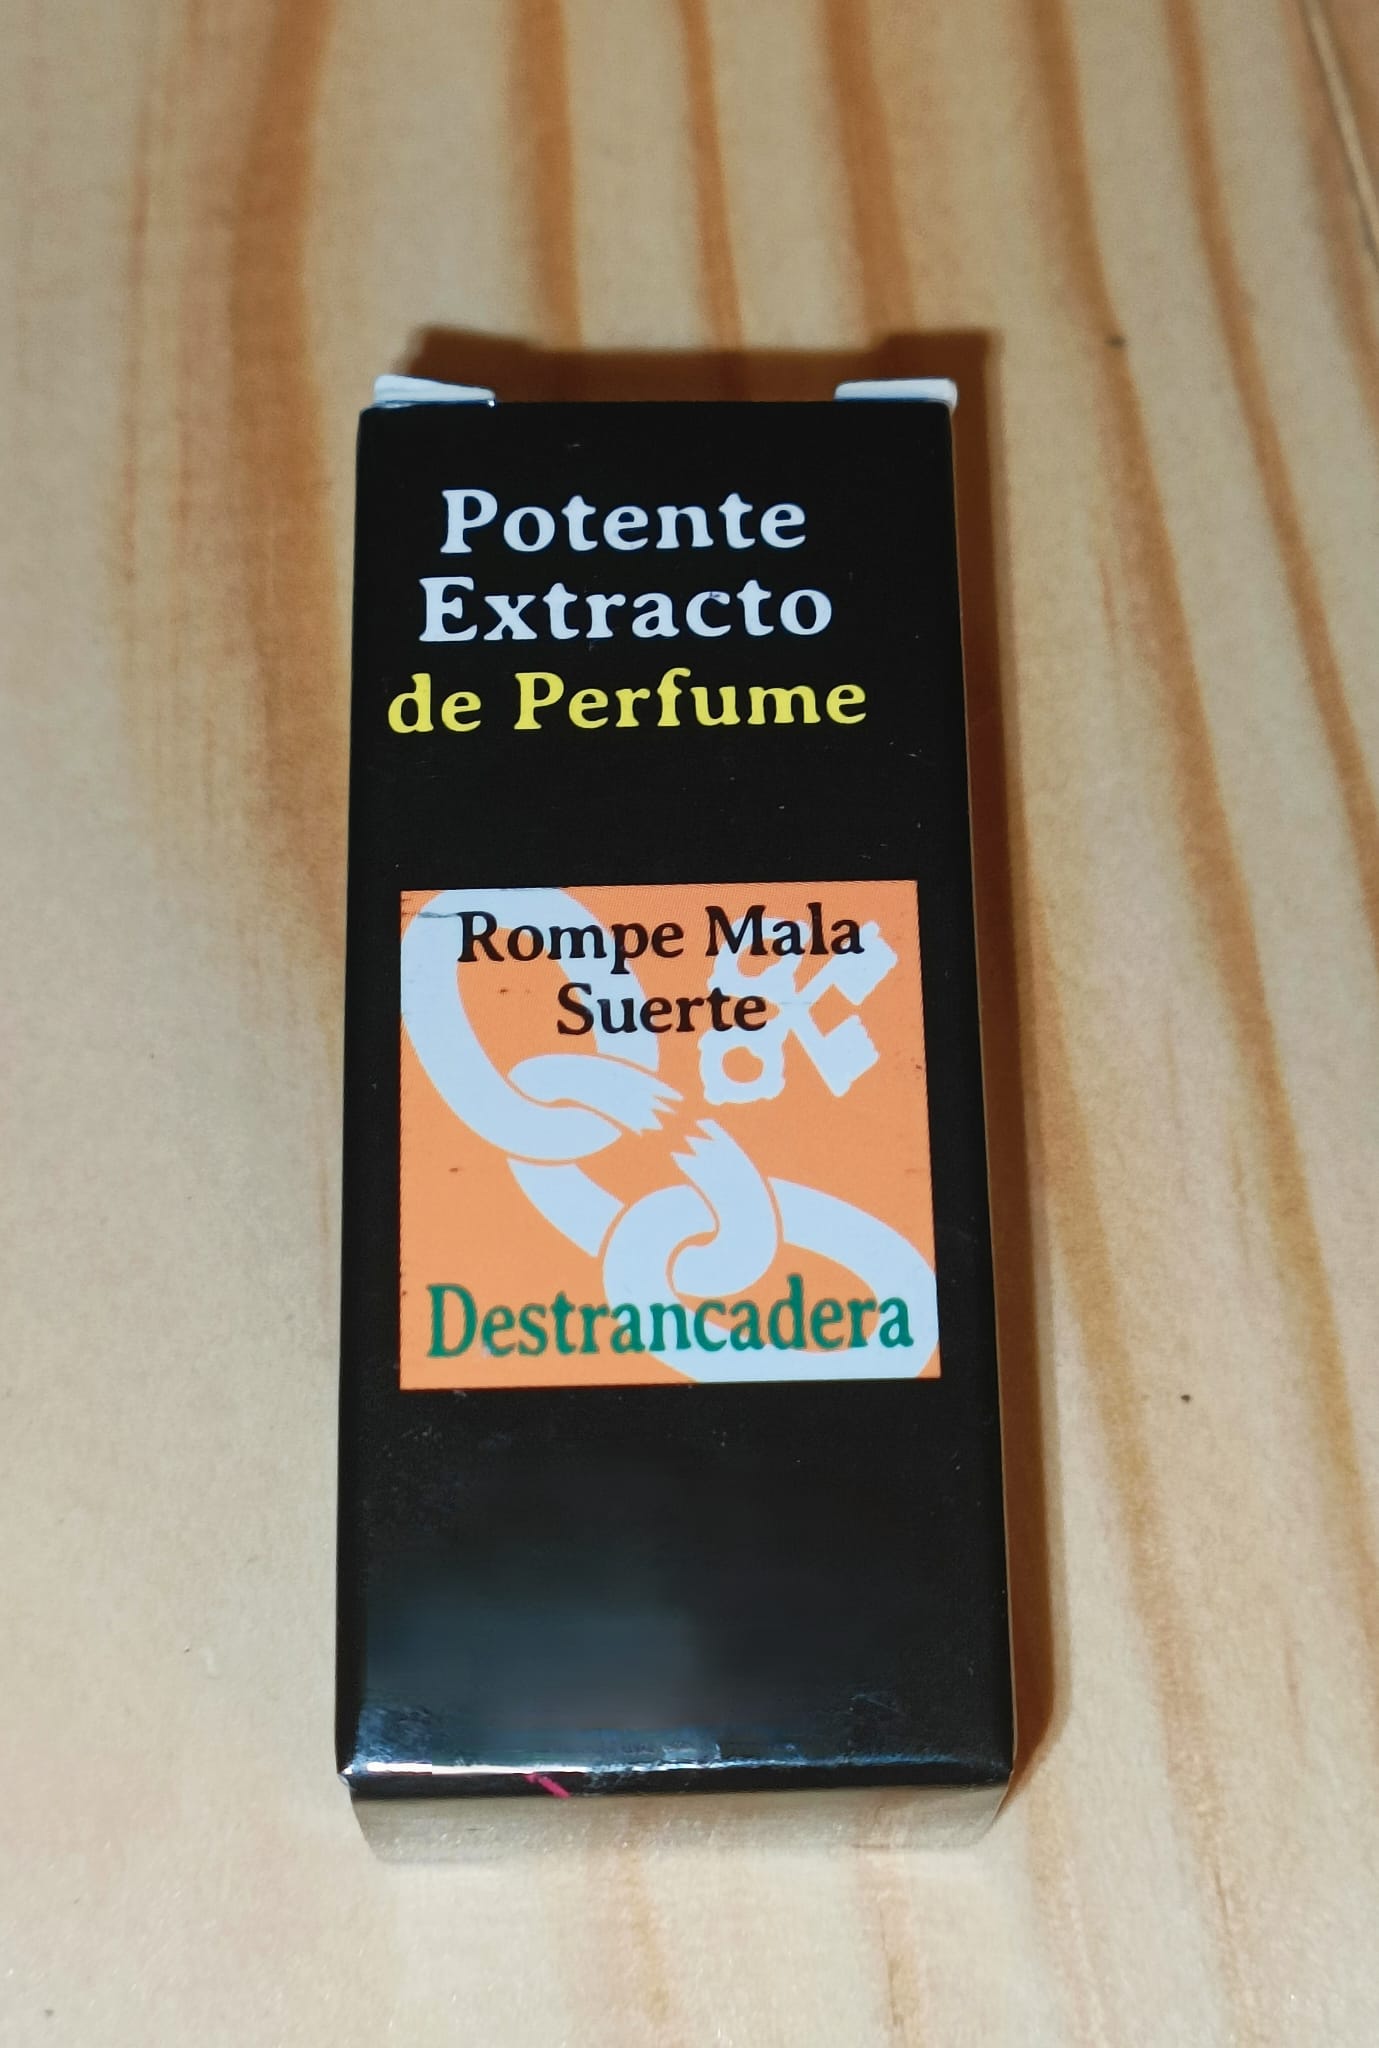 Potente
Extracto
de Perfume
Rompe Mala
Suerte
Destrancadera